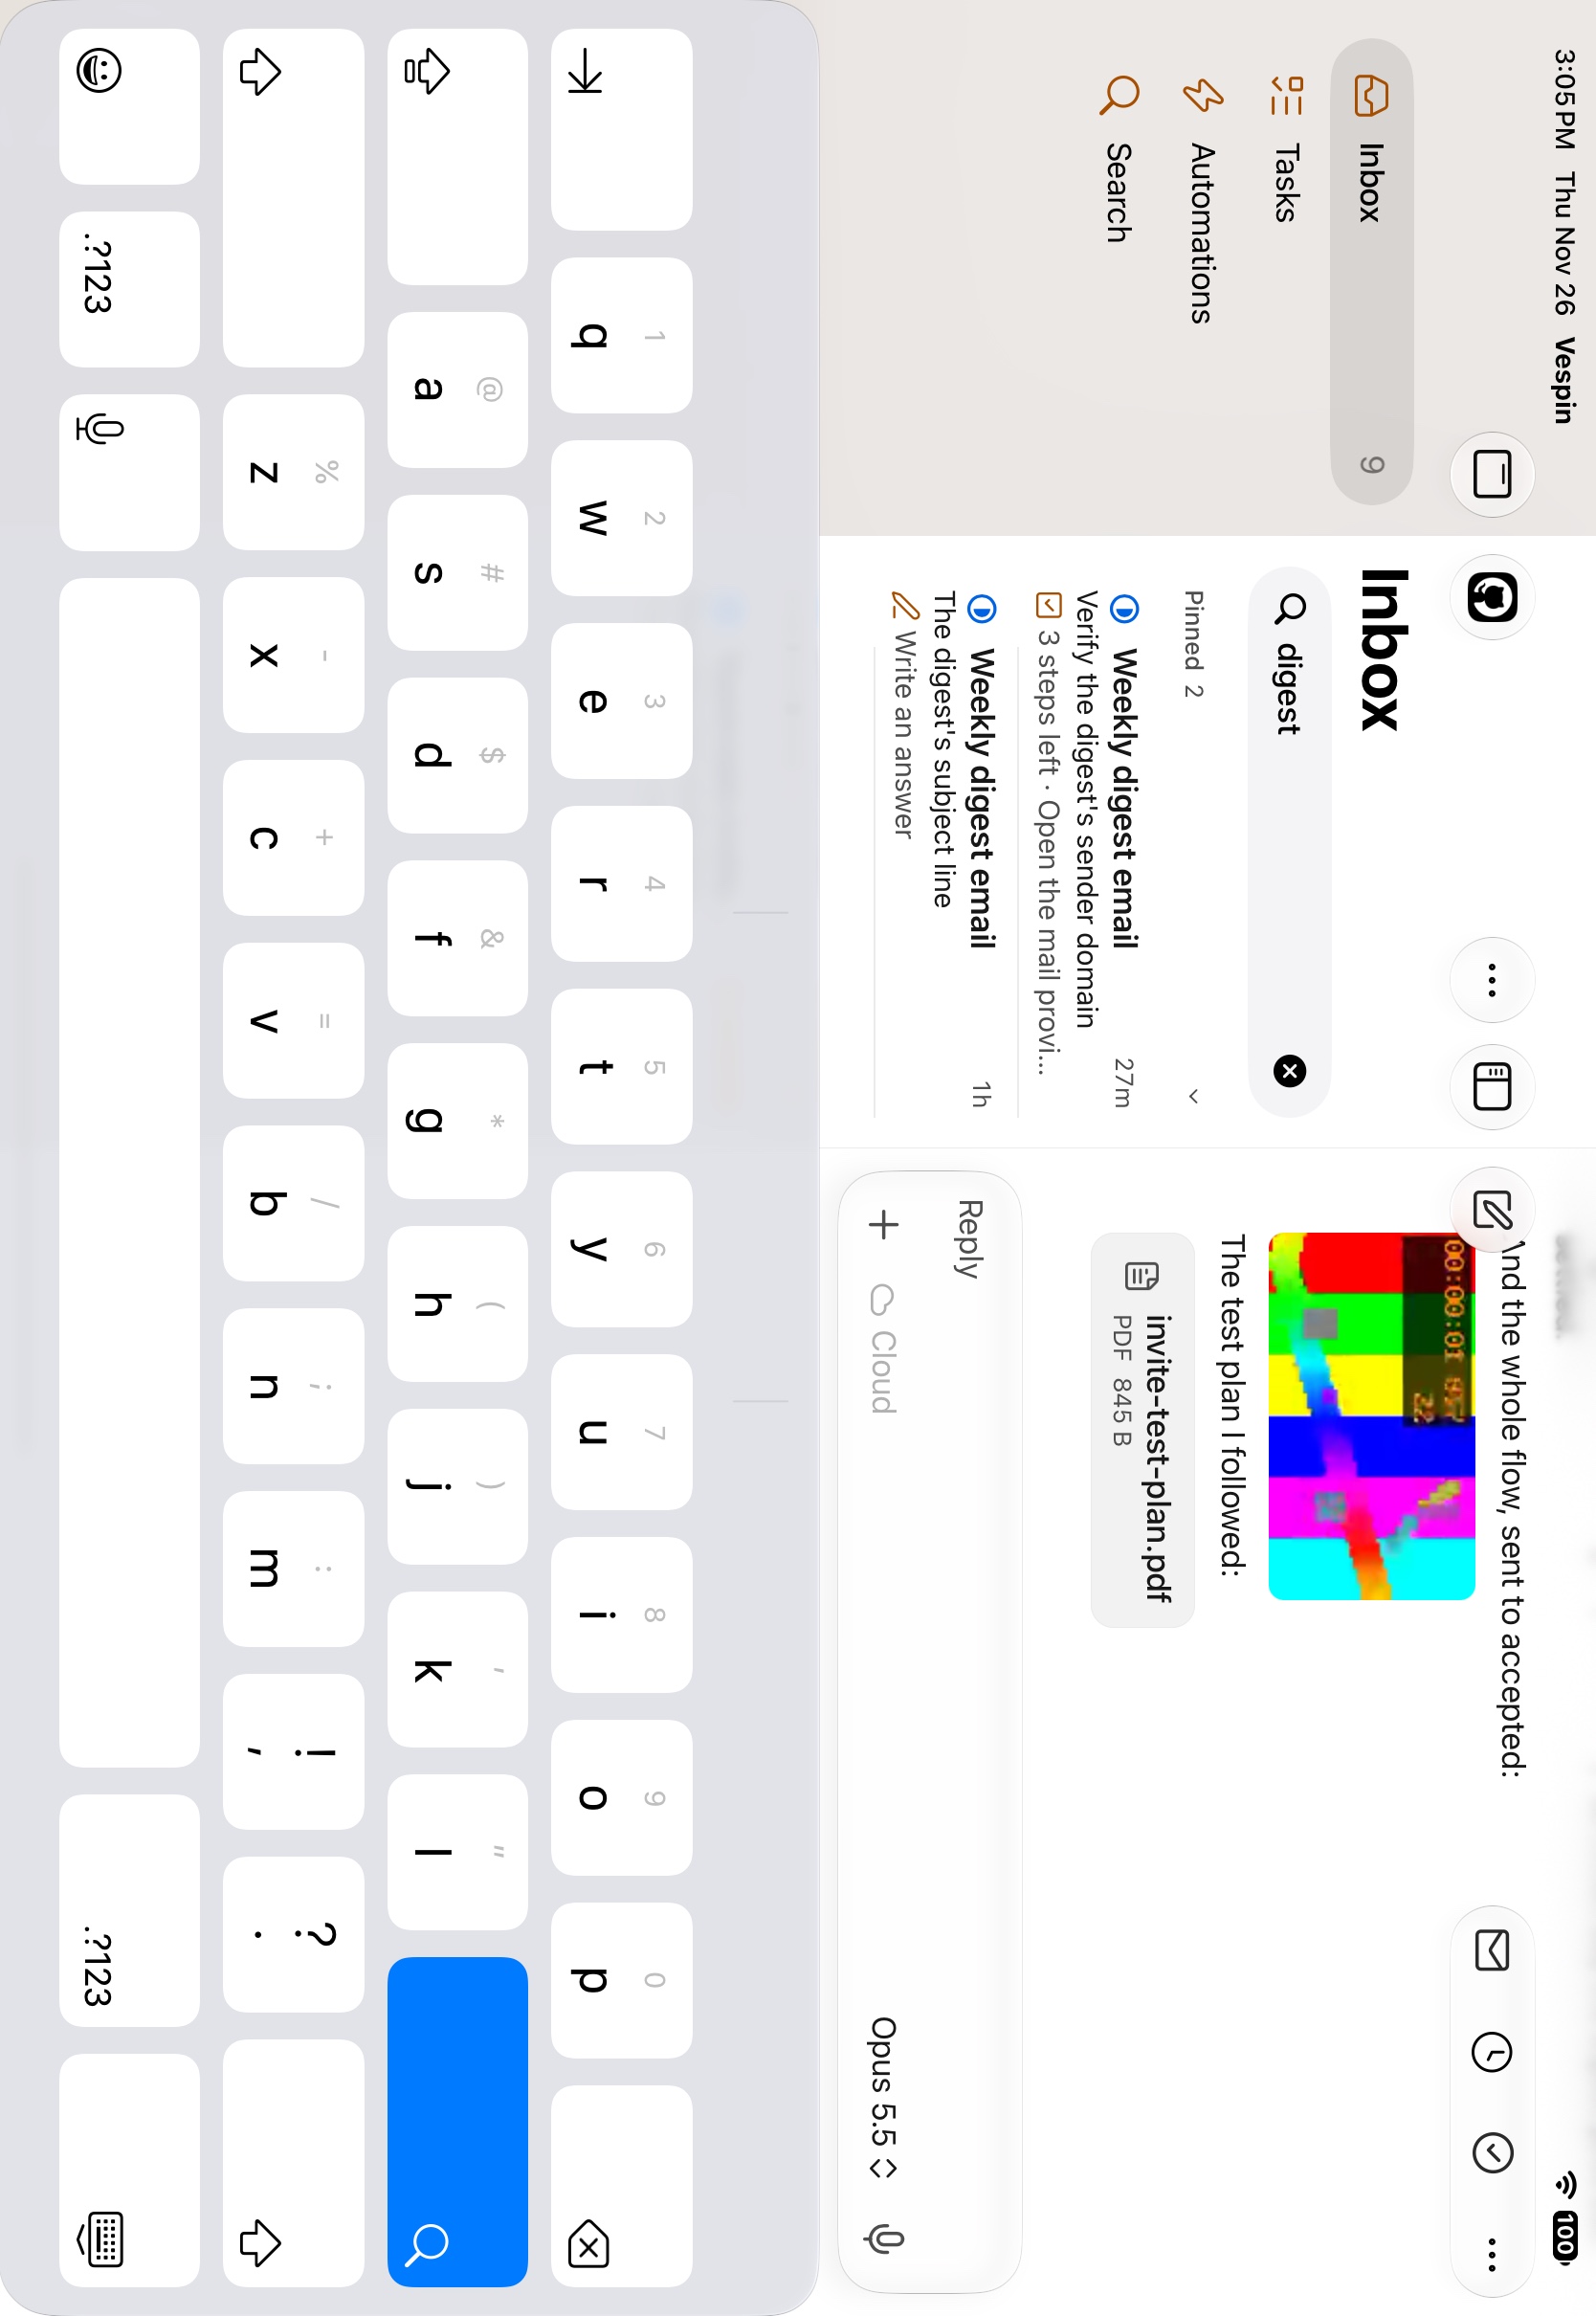 3:05 PM Thu Nov 26 Vespin
100
Inbox 9
Tasks
Automations
Search
Inbox
digest
Pinned 2
Weekly digest email 27m
Verify the digest's sender domain
3 steps left · Open the mail provi...
Weekly digest email 1h
The digest's subject line
Write an answer
settled.
And the whole flow, sent to accepted:
00:00:01
32
The test plan I followed:
invite-test-plan.pdf
PDF 845 B
Reply
Cloud
Opus 5.5
1 2 3 4 5 6 7 8 9 0
q w e r t y u i o p
@ # $ & * ( ) ' "
a s d f g h j k l
% - + = / ; : ! ?
z x c v b n m , .
.?123 .?123